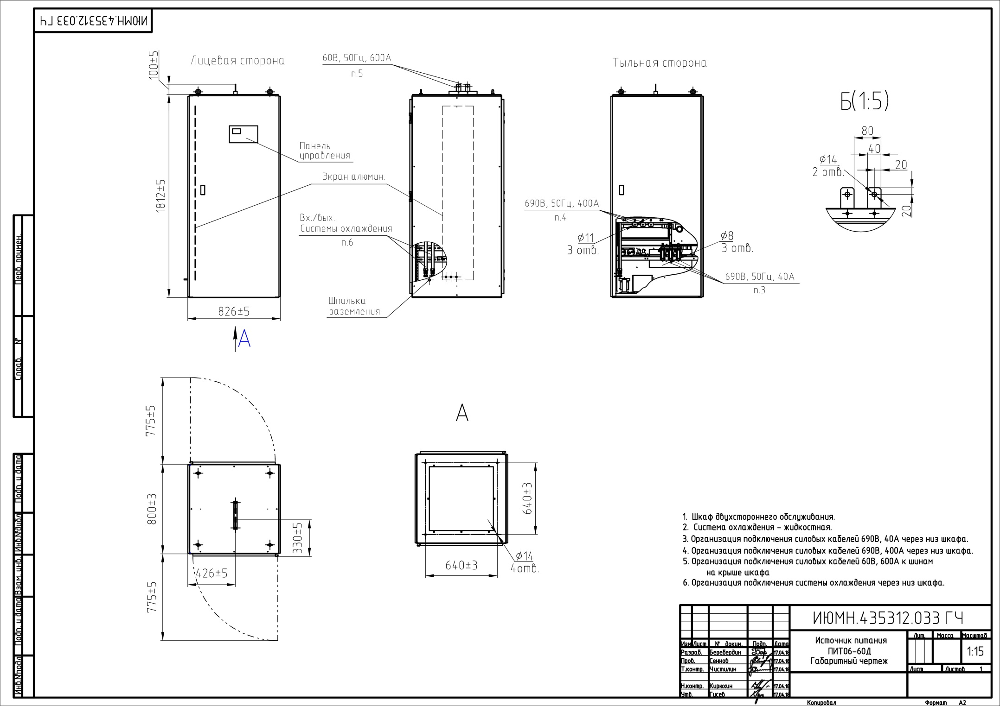 ИЮМН.435312.033 ГЧ
Лицевая сторона
60В, 50Гц, 600А
п.5
Тыльная сторона
100±5
1812±5
826±5
А
Панель
управления
Экран алюмин.
Вх./вых.
Системы охлаждения
п.6
Шпилька
заземления
690В, 50Гц, 400А
п.4
ϕ11
3 отв.
ϕ8
3 отв.
690В, 50Гц, 40А
п.3
Б(1:5)
80
40
20
ϕ14
2 отв.
20
775±5
800±3
775±5
426±5
330±5
А
640±3
640±3
ϕ14
4отв.
1. Шкаф двухстороннего обслуживания.
2. Система охлаждения – жидкостная.
3. Организация подключения силовых кабелей 690В, 40А через низ шкафа.
4. Организация подключения силовых кабелей 690В, 400А через низ шкафа.
5. Организация подключения силовых кабелей 60В, 600А к шинам
на крыше шкафа
6. Организация подключения системы охлаждения через низ шкафа.
Перв. примен.
Справ. №
Подп. и дата
Инв.№дубл.
Взам. инв.
Подп. и дата
Инв.№подл
ИЮМН.435312.033 ГЧ
Источник питания
ПИТ06-60Д
Габаритный чертеж
Лит. Масса Масштаб
1:15
Лист Листов 1
Изм Лист № доким. Подп. Дата
Разраб. Беребердин 17.04.18
Пров. Сеннов 17.04.18
Т.контр. Чистилин 17.04.18
Н.контр. Кирюхин 17.04.18
Утв. Гисев 17.04.18
Копировал Формат А2